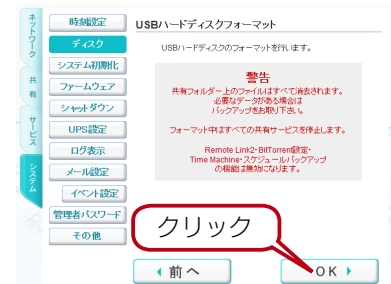 ネットワーク
共有
サービス
システム
時刻設定
ディスク
システム初期化
ファームウェア
シャットダウン
UPS設定
ログ表示
メール設定
イベント設定
管理者パスワード
その他
USBハードディスクフォーマット
USBハードディスクのフォーマットを行います。
警告
共有フォルダー上のファイルはすべて消去されます。
必要なデータがある場合は
バックアップをお取り下さい。
フォーマット中はすべての共有サービスを停止します。
Remote Link2・BitTorrent設定・
Time Machine・スケジュールバックアップ
の機能は無効になります。
クリック
前へ
OK